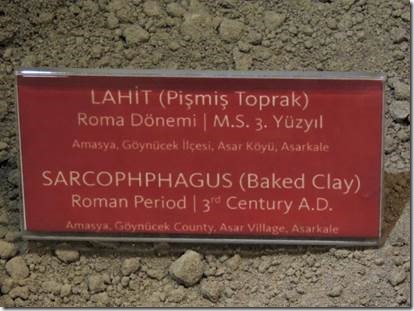 LAHİT (Pişmiş Toprak)
Roma Dönemi | M.S. 3. Yüzyıl
Amasya, Göynücek İlçesi, Asar Köyü, Asarkale
SARCOPHPHAGUS (Baked Clay)
Roman Period | 3rd Century A.D.
Amasya, Göynücek County, Asar Village, Asarkale